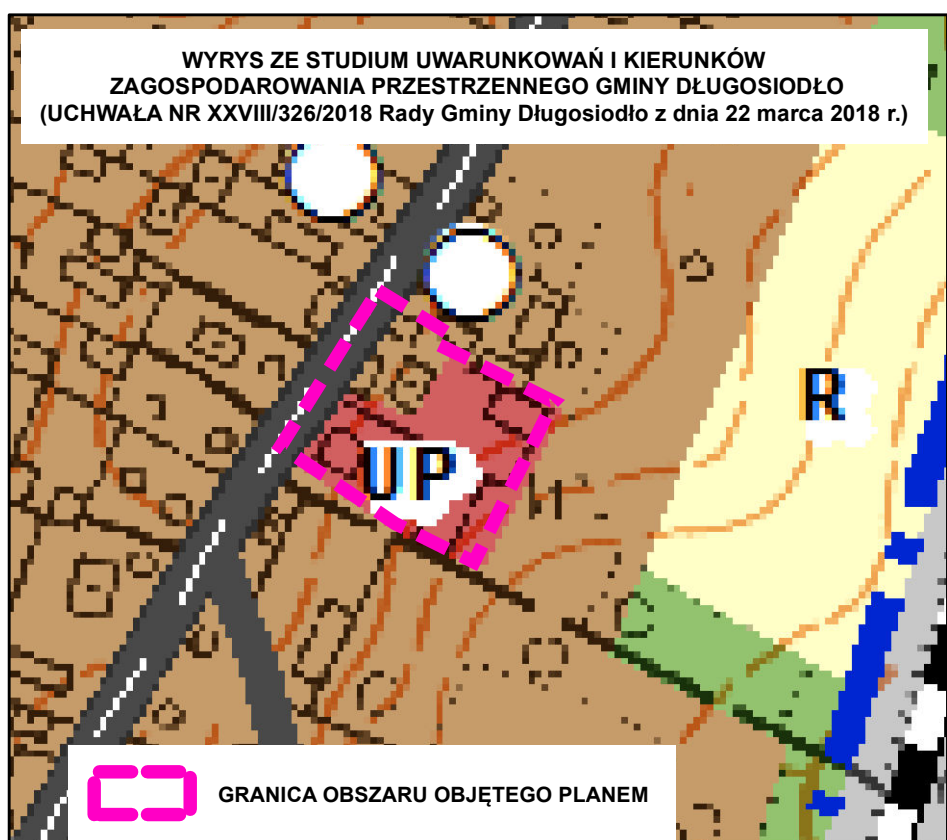 WYRYS ZE STUDIUM UWARUNKOWAŃ I KIERUNKÓW
ZAGOSPODAROWANIA PRZESTRZENNEGO GMINY DŁUGOSIODŁO
(UCHWAŁA NR XXVIII/326/2018 Rady Gminy Długosiodło z dnia 22 marca 2018 r.)
R
UP
GRANICA OBSZARU OBJĘTEGO PLANEM